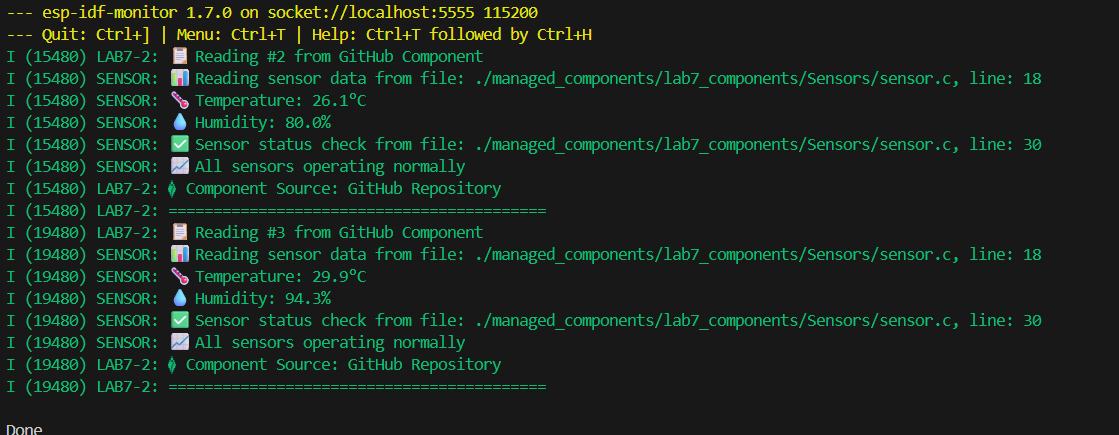 --- esp-idf-monitor 1.7.0 on socket://localhost:5555 115200
--- Quit: Ctrl+] | Menu: Ctrl+T | Help: Ctrl+T followed by Ctrl+H
I (15480) LAB7-2: 📋 Reading #2 from GitHub Component
I (15480) SENSOR: 📊 Reading sensor data from file: ./managed_components/lab7_components/Sensors/sensor.c, line: 18
I (15480) SENSOR: 🌡️ Temperature: 26.1°C
I (15480) SENSOR: 💧 Humidity: 80.0%
I (15480) SENSOR: ✅ Sensor status check from file: ./managed_components/lab7_components/Sensors/sensor.c, line: 30
I (15480) SENSOR: 📈 All sensors operating normally
I (15480) LAB7-2: Component Source: GitHub Repository
I (15480) LAB7-2: ==========================================
I (19480) LAB7-2: 📋 Reading #3 from GitHub Component
I (19480) SENSOR: 📊 Reading sensor data from file: ./managed_components/lab7_components/Sensors/sensor.c, line: 18
I (19480) SENSOR: 🌡️ Temperature: 29.9°C
I (19480) SENSOR: 💧 Humidity: 94.3%
I (19480) SENSOR: ✅ Sensor status check from file: ./managed_components/lab7_components/Sensors/sensor.c, line: 30
I (19480) SENSOR: 📈 All sensors operating normally
I (19480) LAB7-2: Component Source: GitHub Repository
I (19480) LAB7-2: ==========================================
Done